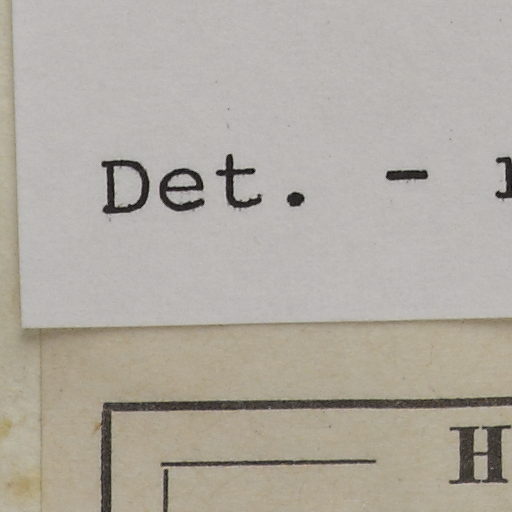 Det. -
H